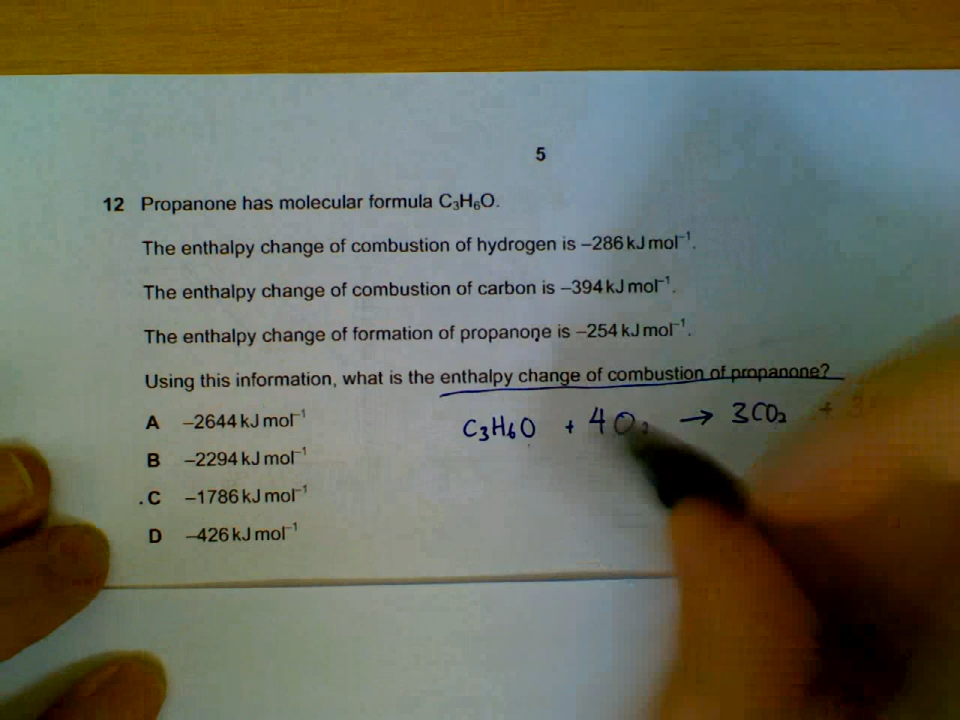 5
12 Propanone has molecular formula C₃H₆O.
The enthalpy change of combustion of hydrogen is –286 kJ mol⁻¹.
The enthalpy change of combustion of carbon is –394 kJ mol⁻¹.
The enthalpy change of formation of propanone is –254 kJ mol⁻¹.
Using this information, what is the enthalpy change of combustion of propanone?
A –2644 kJ mol⁻¹
C₃H₆O + 4O₂ → 3CO₂ + 3
B –2294 kJ mol⁻¹
C –1786 kJ mol⁻¹
D –426 kJ mol⁻¹